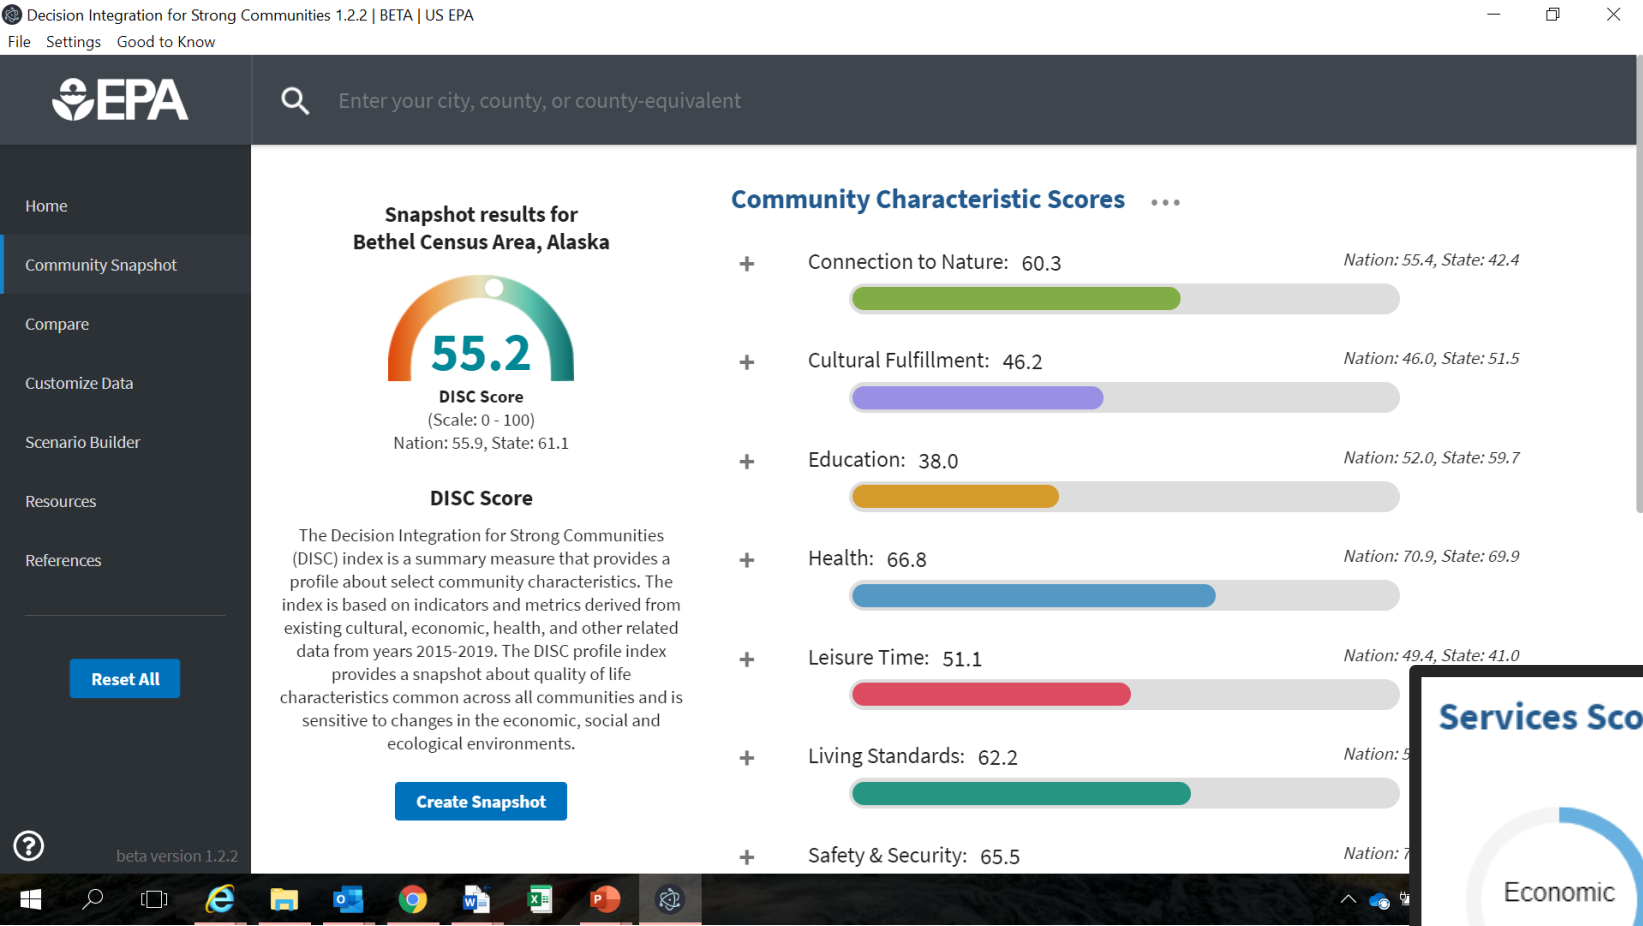 Decision Integration for Strong Communities 1.2.2 | BETA | US EPA
File Settings Good to Know
EPA
Enter your city, county, or county-equivalent
Home
Community Snapshot
Compare
Customize Data
Scenario Builder
Resources
References
Reset All
beta version 1.2.2
Snapshot results for
Bethel Census Area, Alaska
55.2
DISC Score
(Scale: 0 - 100)
Nation: 55.9, State: 61.1
DISC Score
The Decision Integration for Strong Communities
(DISC) index is a summary measure that provides a
profile about select community characteristics. The
index is based on indicators and metrics derived from
existing cultural, economic, health, and other related
data from years 2015-2019. The DISC profile index
provides a snapshot about quality of life
characteristics common across all communities and is
sensitive to changes in the economic, social and
ecological environments.
Create Snapshot
Community Characteristic Scores
Connection to Nature: 60.3 Nation: 55.4, State: 42.4
Cultural Fulfillment: 46.2 Nation: 46.0, State: 51.5
Education: 38.0 Nation: 52.0, State: 59.7
Health: 66.8 Nation: 70.9, State: 69.9
Leisure Time: 51.1 Nation: 49.4, State: 41.0
Living Standards: 62.2 Nation: 5
Safety & Security: 65.5 Nation: 7
Services Sco
Economic